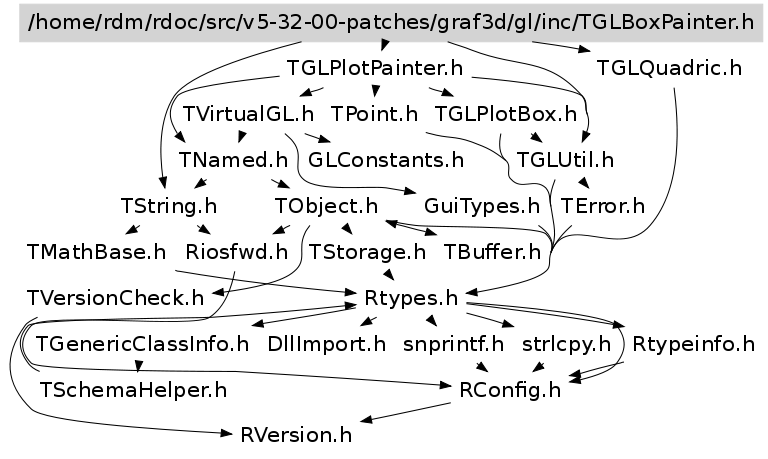 /home/rdm/rdoc/src/v5-32-00-patches/graf3d/gl/inc/TGLBoxPainter.h
TGLPlotPainter.h TGLQuadric.h
TVirtualGL.h TPoint.h TGLPlotBox.h
TNamed.h GLConstants.h TGLUtil.h
TString.h TObject.h GuiTypes.h TError.h
TMathBase.h Riosfwd.h TStorage.h TBuffer.h
TVersionCheck.h Rtypes.h
TGenericClassInfo.h DllImport.h snprintf.h strlcpy.h Rtypeinfo.h
TSchemaHelper.h RConfig.h
RVersion.h